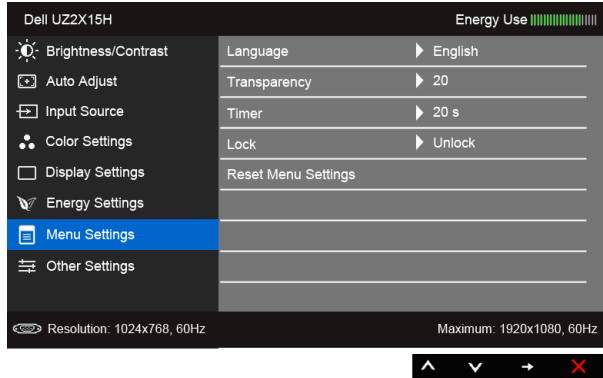 Dell UZ2X15H Energy Use
Brightness/Contrast Language English
Auto Adjust Transparency 20
Input Source Timer 20 s
Color Settings Lock Unlock
Display Settings Reset Menu Settings
Energy Settings
Menu Settings
Other Settings
Resolution: 1024x768, 60Hz Maximum: 1920x1080, 60Hz